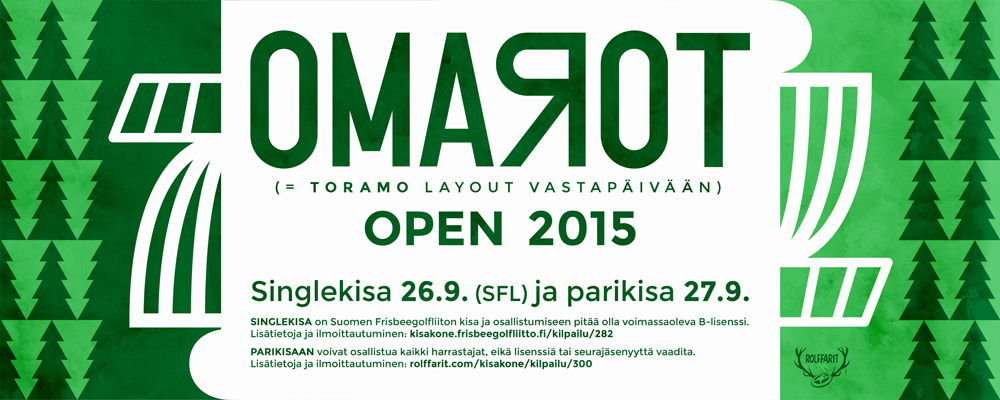 OMAROT
(= TORAMO LAYOUT VASTAPÄIVÄÄN)
OPEN 2015
Singlekisa 26.9. (SFL) ja parikisa 27.9.
SINGLEKISA on Suomen Frisbeegolfliiton kisa ja osallistumiseen pitää olla voimassaoleva B-lisenssi.
Lisätietoja ja ilmoittautuminen: kisakone.frisbeegolfliitto.fi/kilpailu/282
PARIKISAAN voivat osallistua kaikki harrastajat, eikä lisenssiä tai seurajäsenyyttä vaadita.
Lisätietoja ja ilmoittautuminen: rolffarit.com/kisakone/kilpailu/300
ROLFFARIT